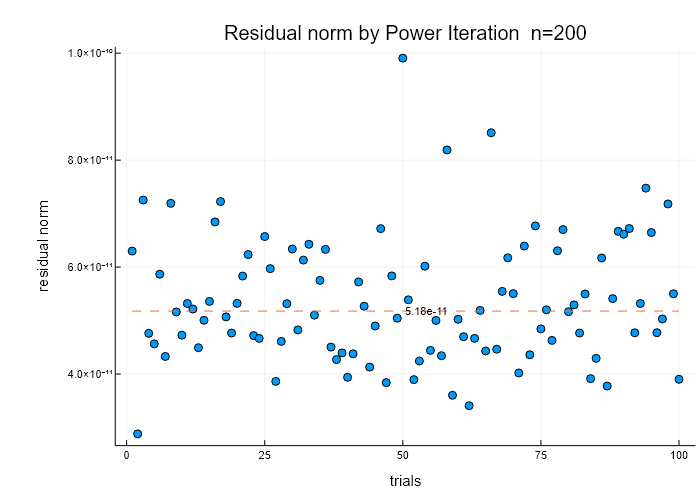 Residual norm by Power Iteration n=200
1.0×10⁻¹⁰
8.0×10⁻¹¹
6.0×10⁻¹¹
4.0×10⁻¹¹
residual norm
5.18e-11
0 25 50 75 100
trials